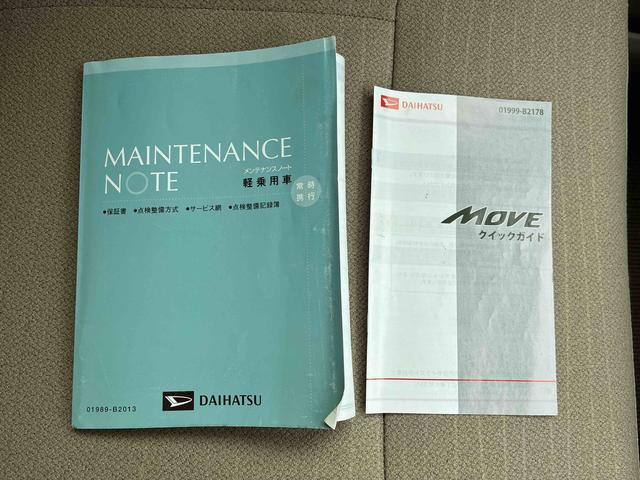 MAINTENANCE
NOTE
メンテナンスノート
軽乗用車
常時
携行
●保証書 ●点検整備方式 ●サービス網 ●点検整備記録簿
DAIHATSU
01989-B2013
DAIHATSU
01999-B2178
MOVE
クイックガイド